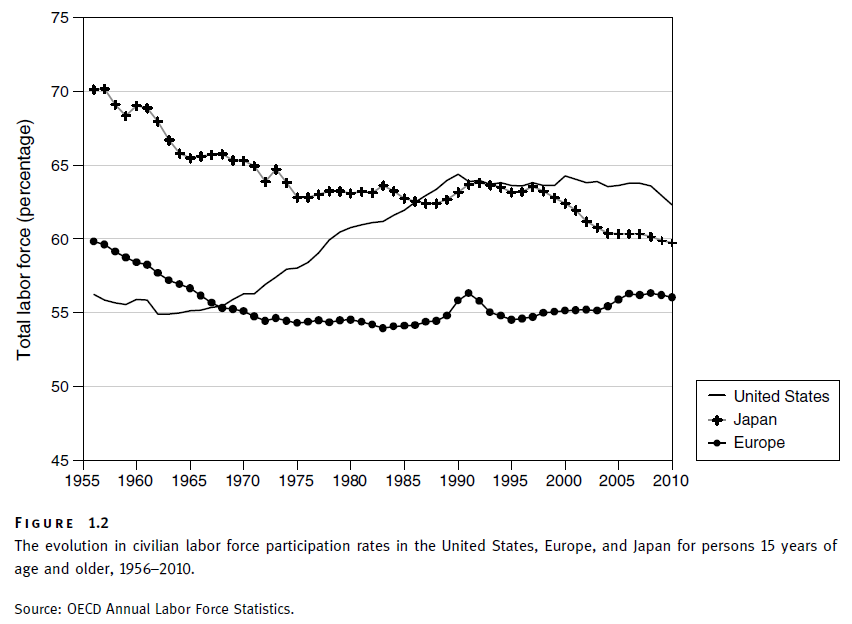 75
70
65
60
55
50
45
Total labor force (percentage)
1955 1960 1965 1970 1975 1980 1985 1990 1995 2000 2005 2010
United States
Japan
Europe
FIGURE 1.2
The evolution in civilian labor force participation rates in the United States, Europe, and Japan for persons 15 years of
age and older, 1956–2010.
Source: OECD Annual Labor Force Statistics.